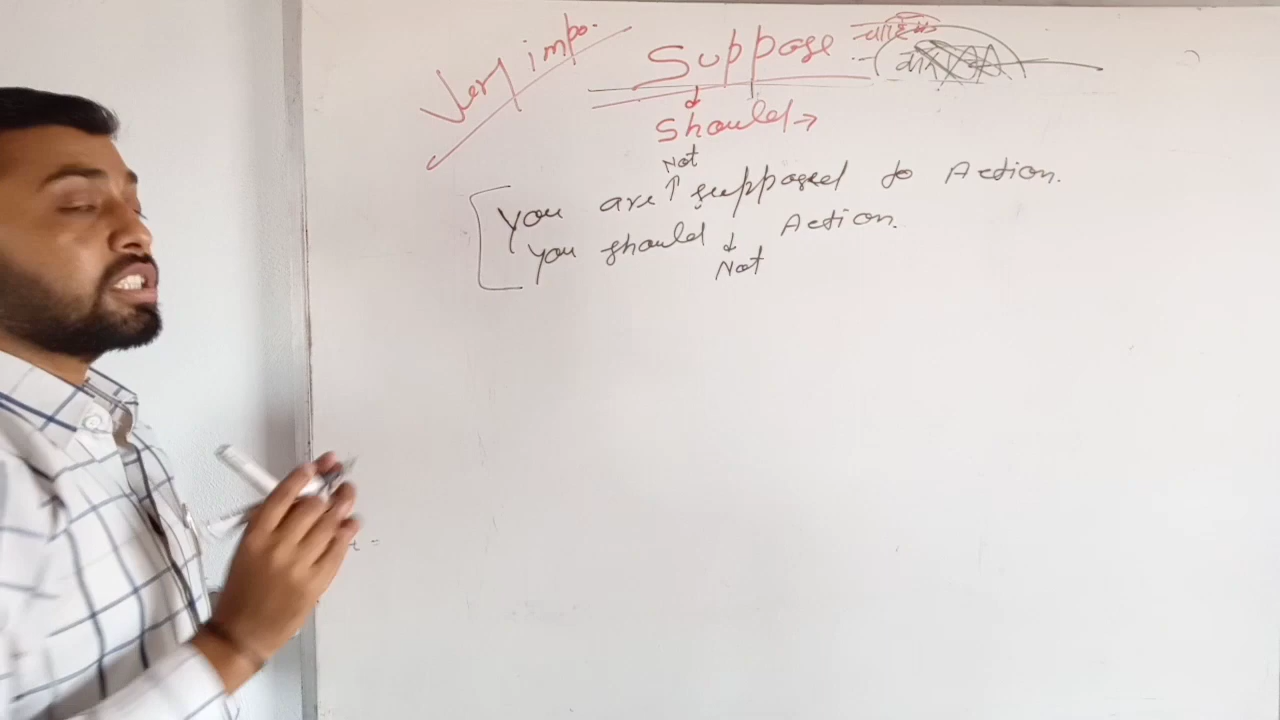 Very impo.
Suppose
Should →
Not
You are ↑ supposed to Action.
You should ↓ Action.
Not